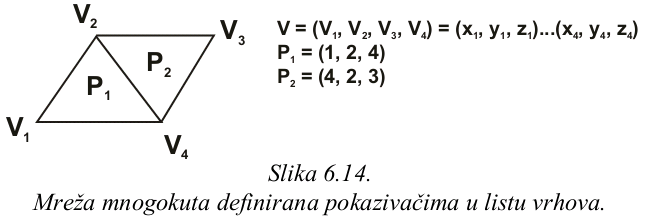 V₂
V₃
P₂
P₁
V₁
V₄
V = (V₁, V₂, V₃, V₄) = (x₁, y₁, z₁)...(x₄, y₄, z₄)
P₁ = (1, 2, 4)
P₂ = (4, 2, 3)
Slika 6.14.
Mreža mnogokuta definirana pokazivačima u listu vrhova.